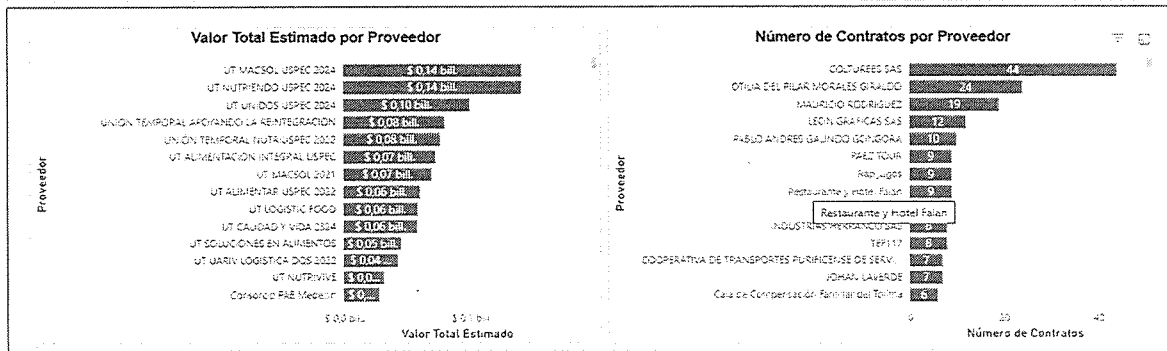 Valor Total Estimado por Proveedor
Proveedor
UT MACSOL USPEC 2024 $ 0,14 bill.
UT NUTRIENDO USPEC 2024 $ 0,14 bill.
UT UNIDOS USPEC 2024 $ 0,10 bill.
UNION TEMPORAL APOYANDO LA REINTEGRACION $ 0,08 bill.
UNIÓN TEMPORAL NUTRIUSPEC 2022 $ 0,08 bill.
UT ALIMENTACION INTEGRAL USPEC $ 0,07 bill.
UT MACSOL 2021 $ 0,07 bill.
UT ALIMENTAR USPEC 2022 $ 0,06 bill.
UT LOGISTIC FOOD $ 0,06 bill.
UT CALIDAD Y VIDA 2024 $ 0,06 bill.
UT SOLUCIONES EN ALIMENTOS $ 0,05 bill.
UT UARIV LOGISTICA DOS 2022 $ 0,04 ...
UT NUTRIVIVE $ 0,0...
Consorcio PAE Medellin $ 0,...
$ 0,0 bill. $ 0,1 bill.
Valor Total Estimado
Número de Contratos por Proveedor
Proveedor
COLTUREES SAS 44
OTILIA DEL PILAR MORALES GIRALDO 24
MAURICIO RODRIGUEZ 19
LEON GRAFICAS SAS 12
PABLO ANDRES GALINDO GONGORA 10
PAEZ TOUR 9
9
Restaurante y Hotel Falan 9
Restaurante y Hotel Falan
INDUSTRIAS SAS 8
8
COOPERATIVA DE TRANSPORTES PURIFICENSE DE SERV... 7
JOHAN LAVERDE 7
Caja de Compensación Familiar del Tolima 6
0 20 40
Número de Contratos